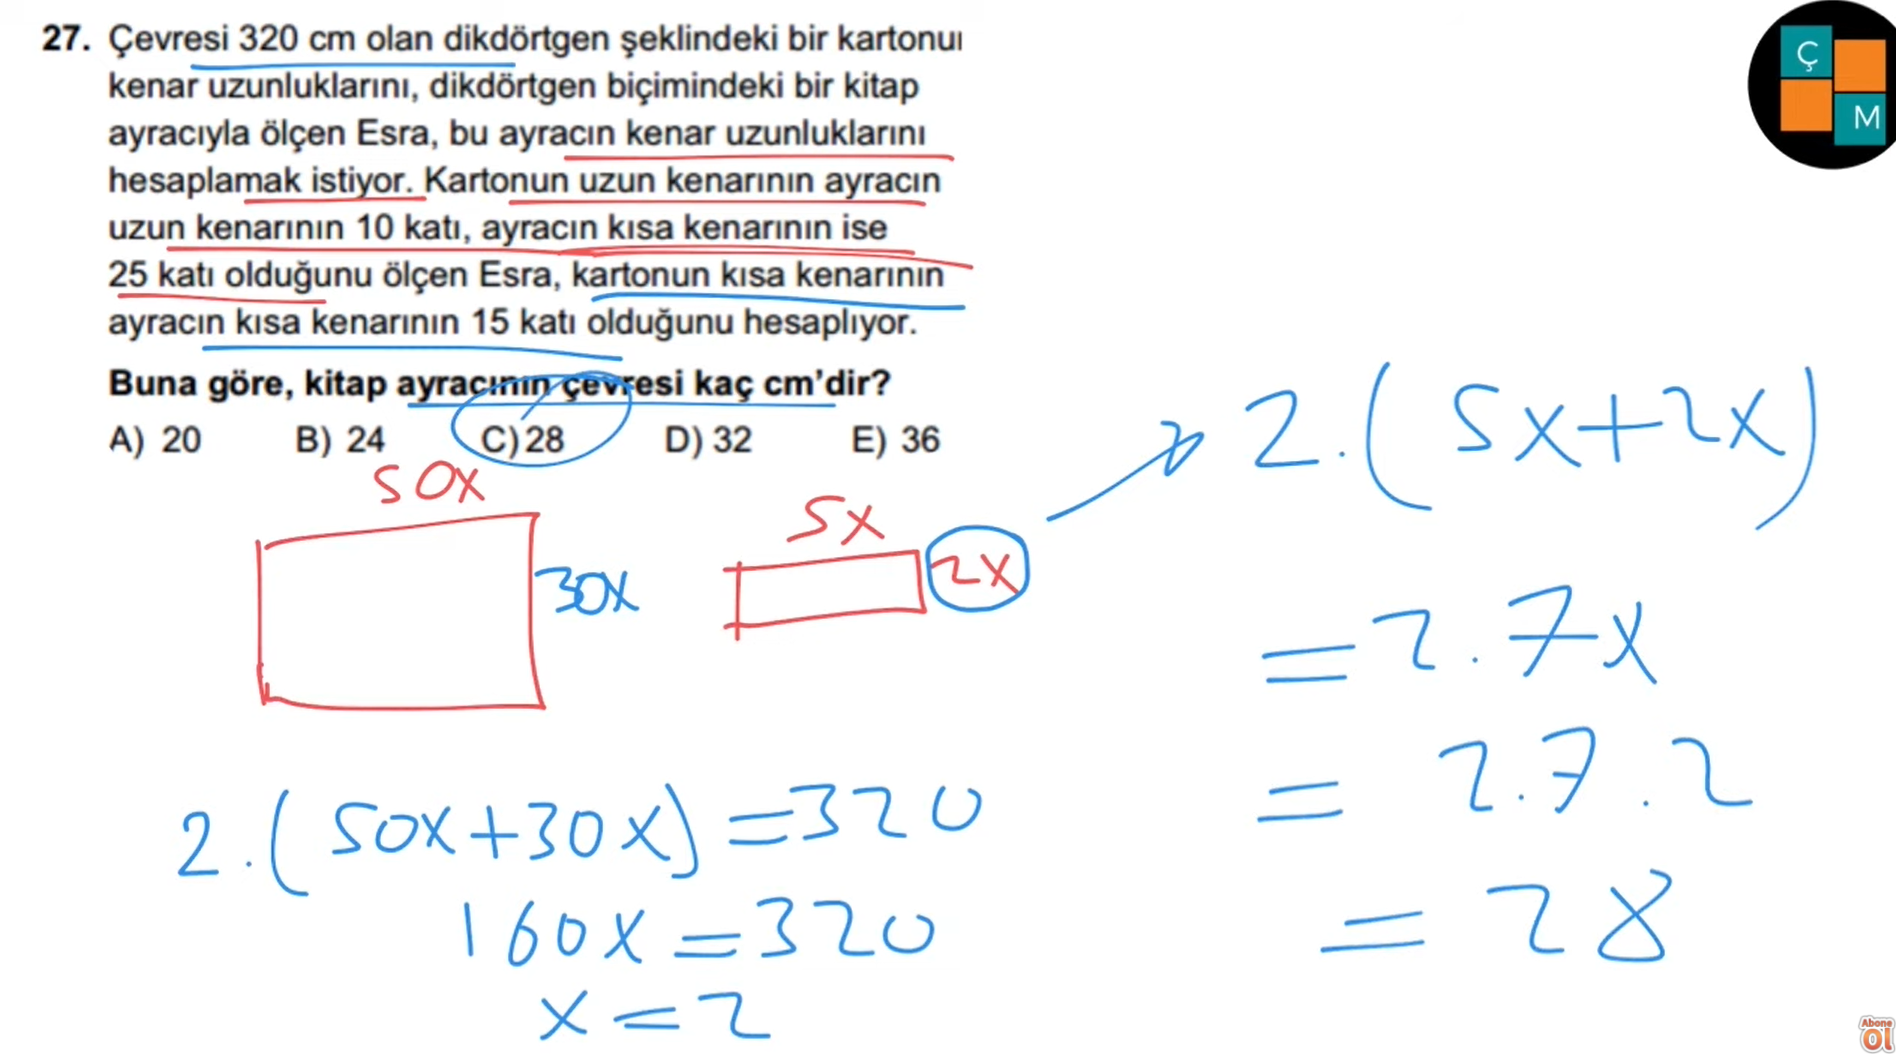 27. Çevresi 320 cm olan dikdörtgen şeklindeki bir kartonu
kenar uzunluklarını, dikdörtgen biçimindeki bir kitap
ayracıyla ölçen Esra, bu ayracın kenar uzunluklarını
hesaplamak istiyor. Kartonun uzun kenarının ayracın
uzun kenarının 10 katı, ayracın kısa kenarının ise
25 katı olduğunu ölçen Esra, kartonun kısa kenarının
ayracın kısa kenarının 15 katı olduğunu hesaplıyor.
Buna göre, kitap ayracının çevresi kaç cm'dir?
A) 20 B) 24 C) 28 D) 32 E) 36
50x
30x
5x
2x
2.(50x+30x)=320
160x=320
x=2
2.(5x+2x)
=2.7x
=2.7.2
=28
Ç
M
Abone
Ol